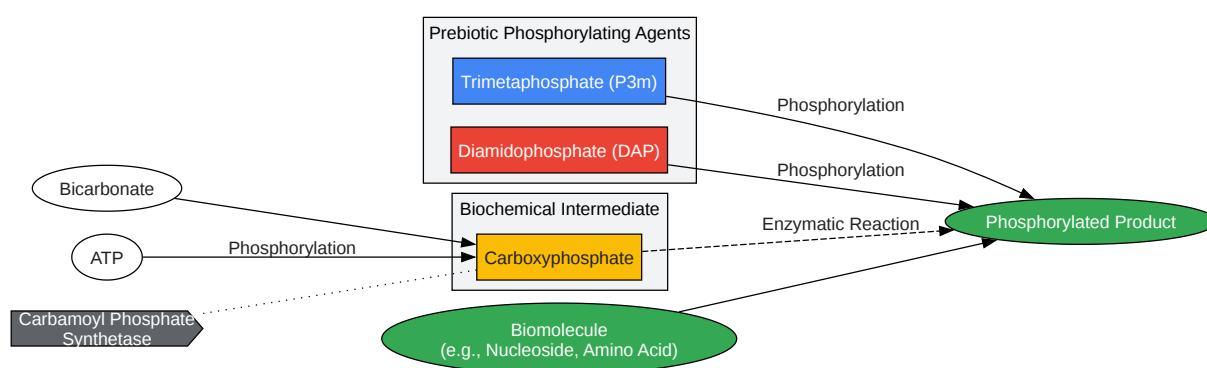 Prebiotic Phosphorylating Agents
Trimetaphosphate (P3m)
Phosphorylation
Diamidophosphate (DAP)
Phosphorylation
Bicarbonate
Biochemical Intermediate
Phosphorylated Product
Enzymatic Reaction
ATP
Phosphorylation
Carboxyphosphate
Carbamoyl Phosphate
Synthetase
Biomolecule
(e.g., Nucleoside, Amino Acid)